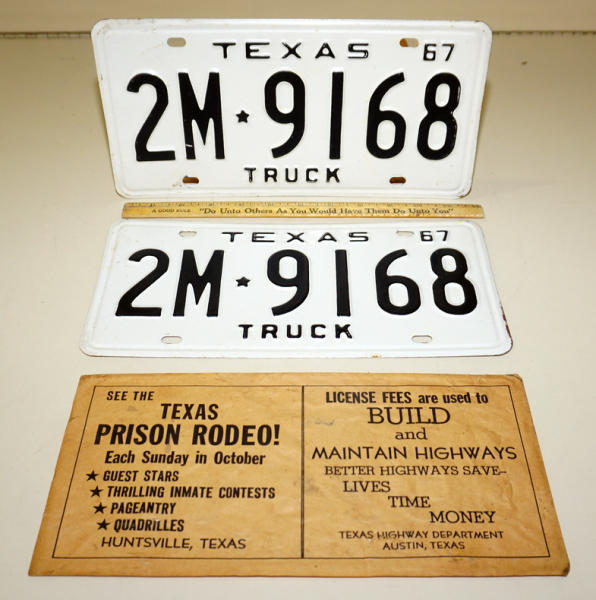 TEXAS 67
2M★9168
TRUCK
A GOOD RULE "Do Unto Others As You Would Have Them Do Unto You"
TEXAS 67
2M★9168
TRUCK
SEE THE
TEXAS
PRISON RODEO!
Each Sunday in October
★ GUEST STARS
★ THRILLING INMATE CONTESTS
★ PAGEANTRY
★ QUADRILLES
HUNTSVILLE, TEXAS
LICENSE FEES are used to
BUILD
and
MAINTAIN HIGHWAYS
BETTER HIGHWAYS SAVE—
LIVES
TIME
MONEY
TEXAS HIGHWAY DEPARTMENT
AUSTIN, TEXAS